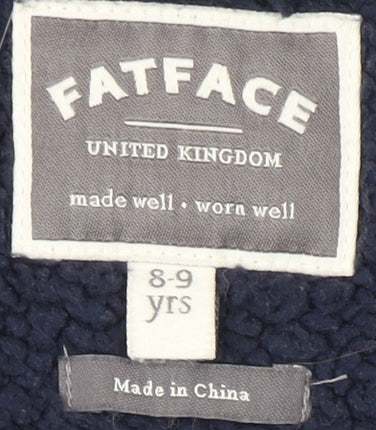 FATFACE
UNITED KINGDOM
made well • worn well
8-9
yrs
Made in China